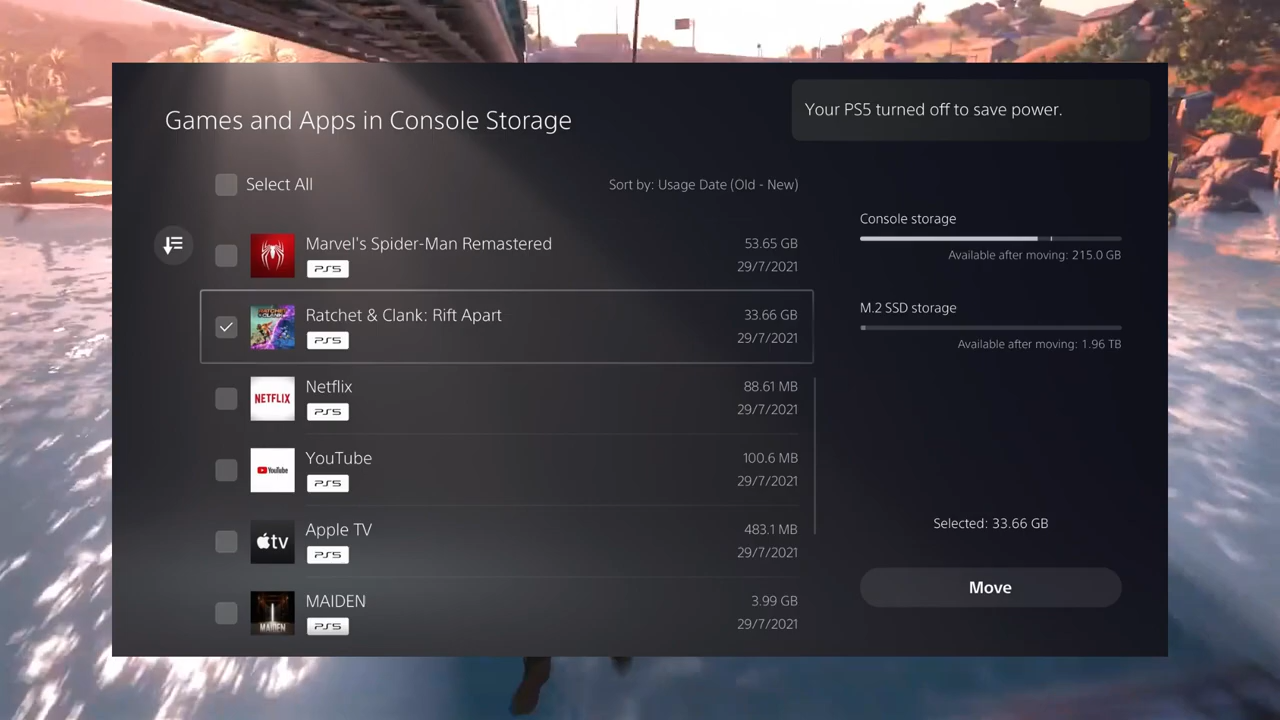 Your PS5 turned off to save power.
Games and Apps in Console Storage
Select All
Sort by: Usage Date (Old - New)
Marvel's Spider-Man Remastered
53.65 GB
PS5
29/7/2021
Ratchet & Clank: Rift Apart
33.66 GB
PS5
29/7/2021
NETFLIX
Netflix
88.61 MB
PS5
29/7/2021
YouTube
YouTube
100.6 MB
PS5
29/7/2021
tv
Apple TV
483.1 MB
PS5
29/7/2021
MAIDEN
MAIDEN
3.99 GB
PS5
29/7/2021
Console storage
Available after moving: 215.0 GB
M.2 SSD storage
Available after moving: 1.96 TB
Selected: 33.66 GB
Move